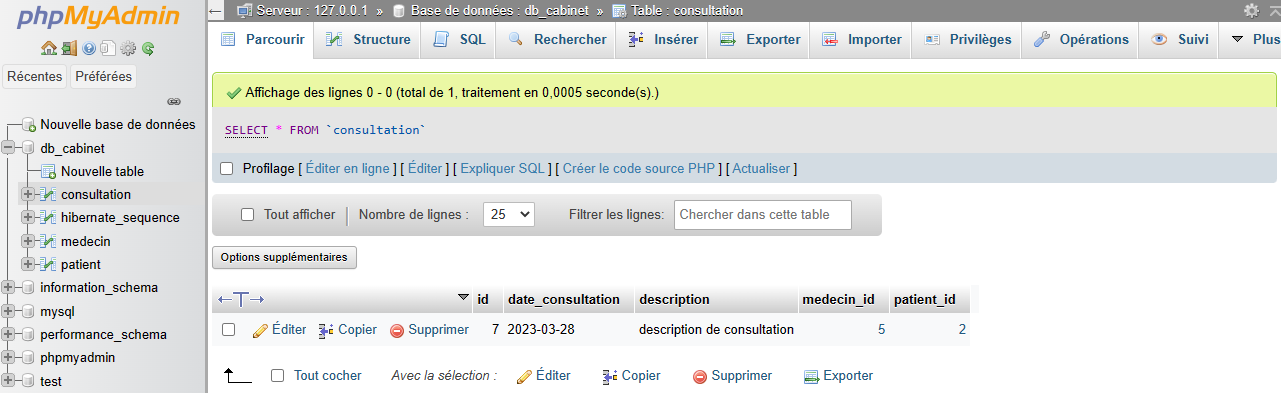 phpMyAdmin
Récentes Préférées
Nouvelle base de données
db_cabinet
Nouvelle table
consultation
hibernate_sequence
medecin
patient
information_schema
mysql
performance_schema
phpmyadmin
test
Serveur : 127.0.0.1 » Base de données : db_cabinet » Table : consultation
Parcourir Structure SQL Rechercher Insérer Exporter Importer Privilèges Opérations Suivi Plus
Affichage des lignes 0 - 0 (total de 1, traitement en 0,0005 seconde(s).)
SELECT * FROM `consultation`
Profilage [ Éditer en ligne ] [ Éditer ] [ Expliquer SQL ] [ Créer le code source PHP ] [ Actualiser ]
Tout afficher Nombre de lignes : 25 Filtrer les lignes: Chercher dans cette table
Options supplémentaires
id date_consultation description medecin_id patient_id
Éditer Copier Supprimer 7 2023-03-28 description de consultation 5 2
Tout cocher Avec la sélection : Éditer Copier Supprimer Exporter